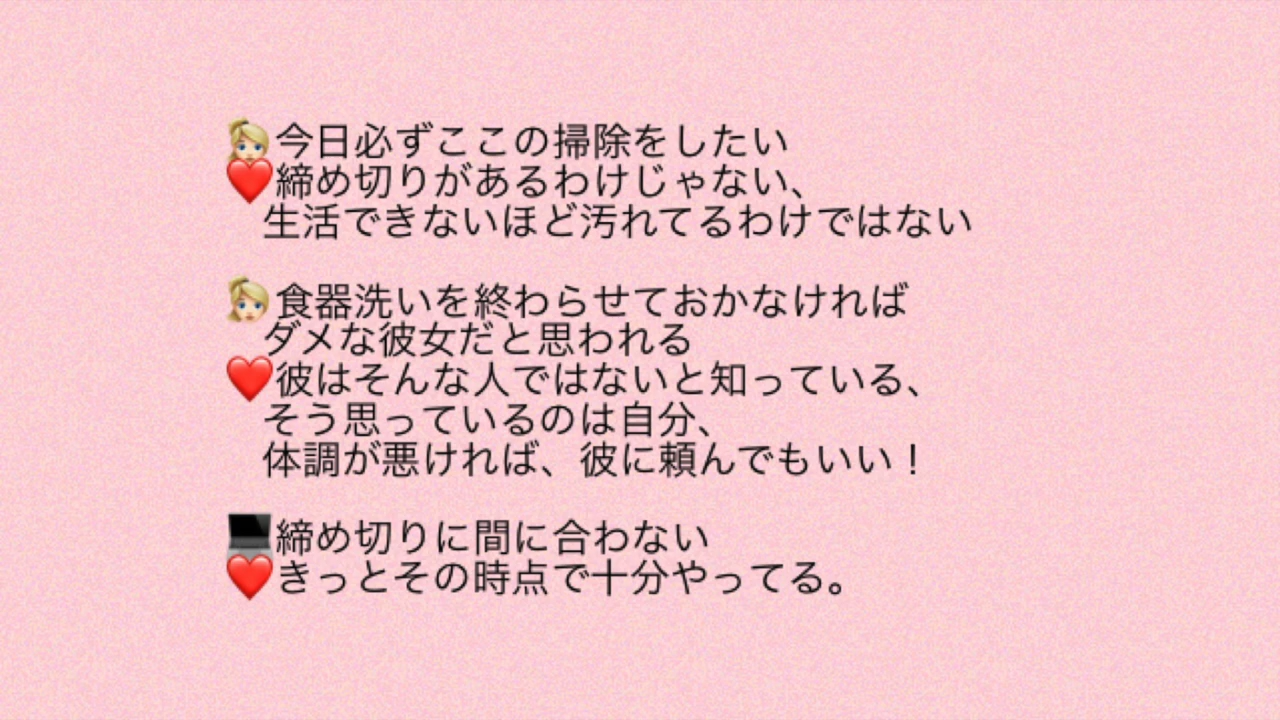 👱🏼‍♀️今日必ずここの掃除をしたい
❤️締め切りがあるわけじゃない、
生活できないほど汚れてるわけではない
👱🏼‍♀️食器洗いを終わらせておかなければ
ダメな彼女だと思われる
❤️彼はそんな人ではないと知っている、
そう思っているのは自分、
体調が悪ければ、彼に頼んでもいい！
💻締め切りに間に合わない
❤️きっとその時点で十分やってる。